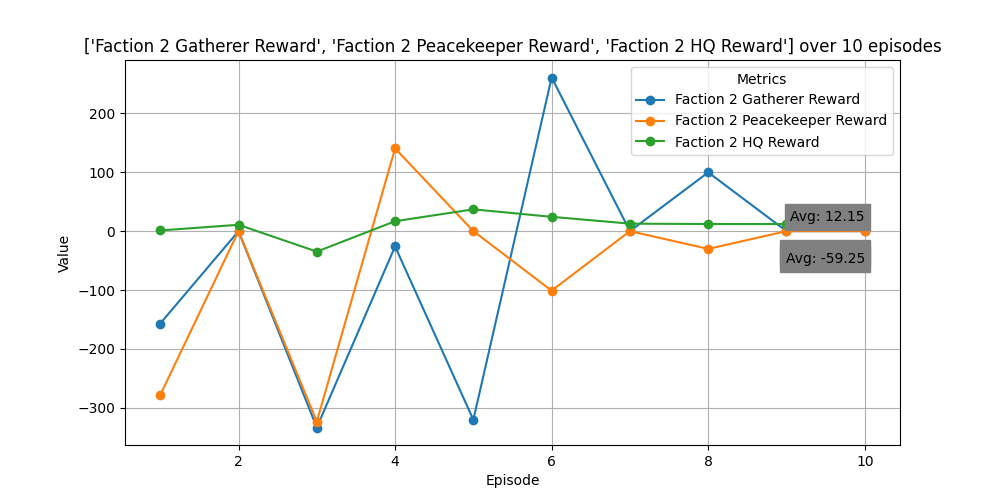 ['Faction 2 Gatherer Reward', 'Faction 2 Peacekeeper Reward', 'Faction 2 HQ Reward'] over 10 episodes
Metrics
Faction 2 Gatherer Reward
Faction 2 Peacekeeper Reward
Faction 2 HQ Reward
200
100
0
−100
−200
−300
Value
Avg: 12.15
Avg: -59.25
2 4 6 8 10
Episode